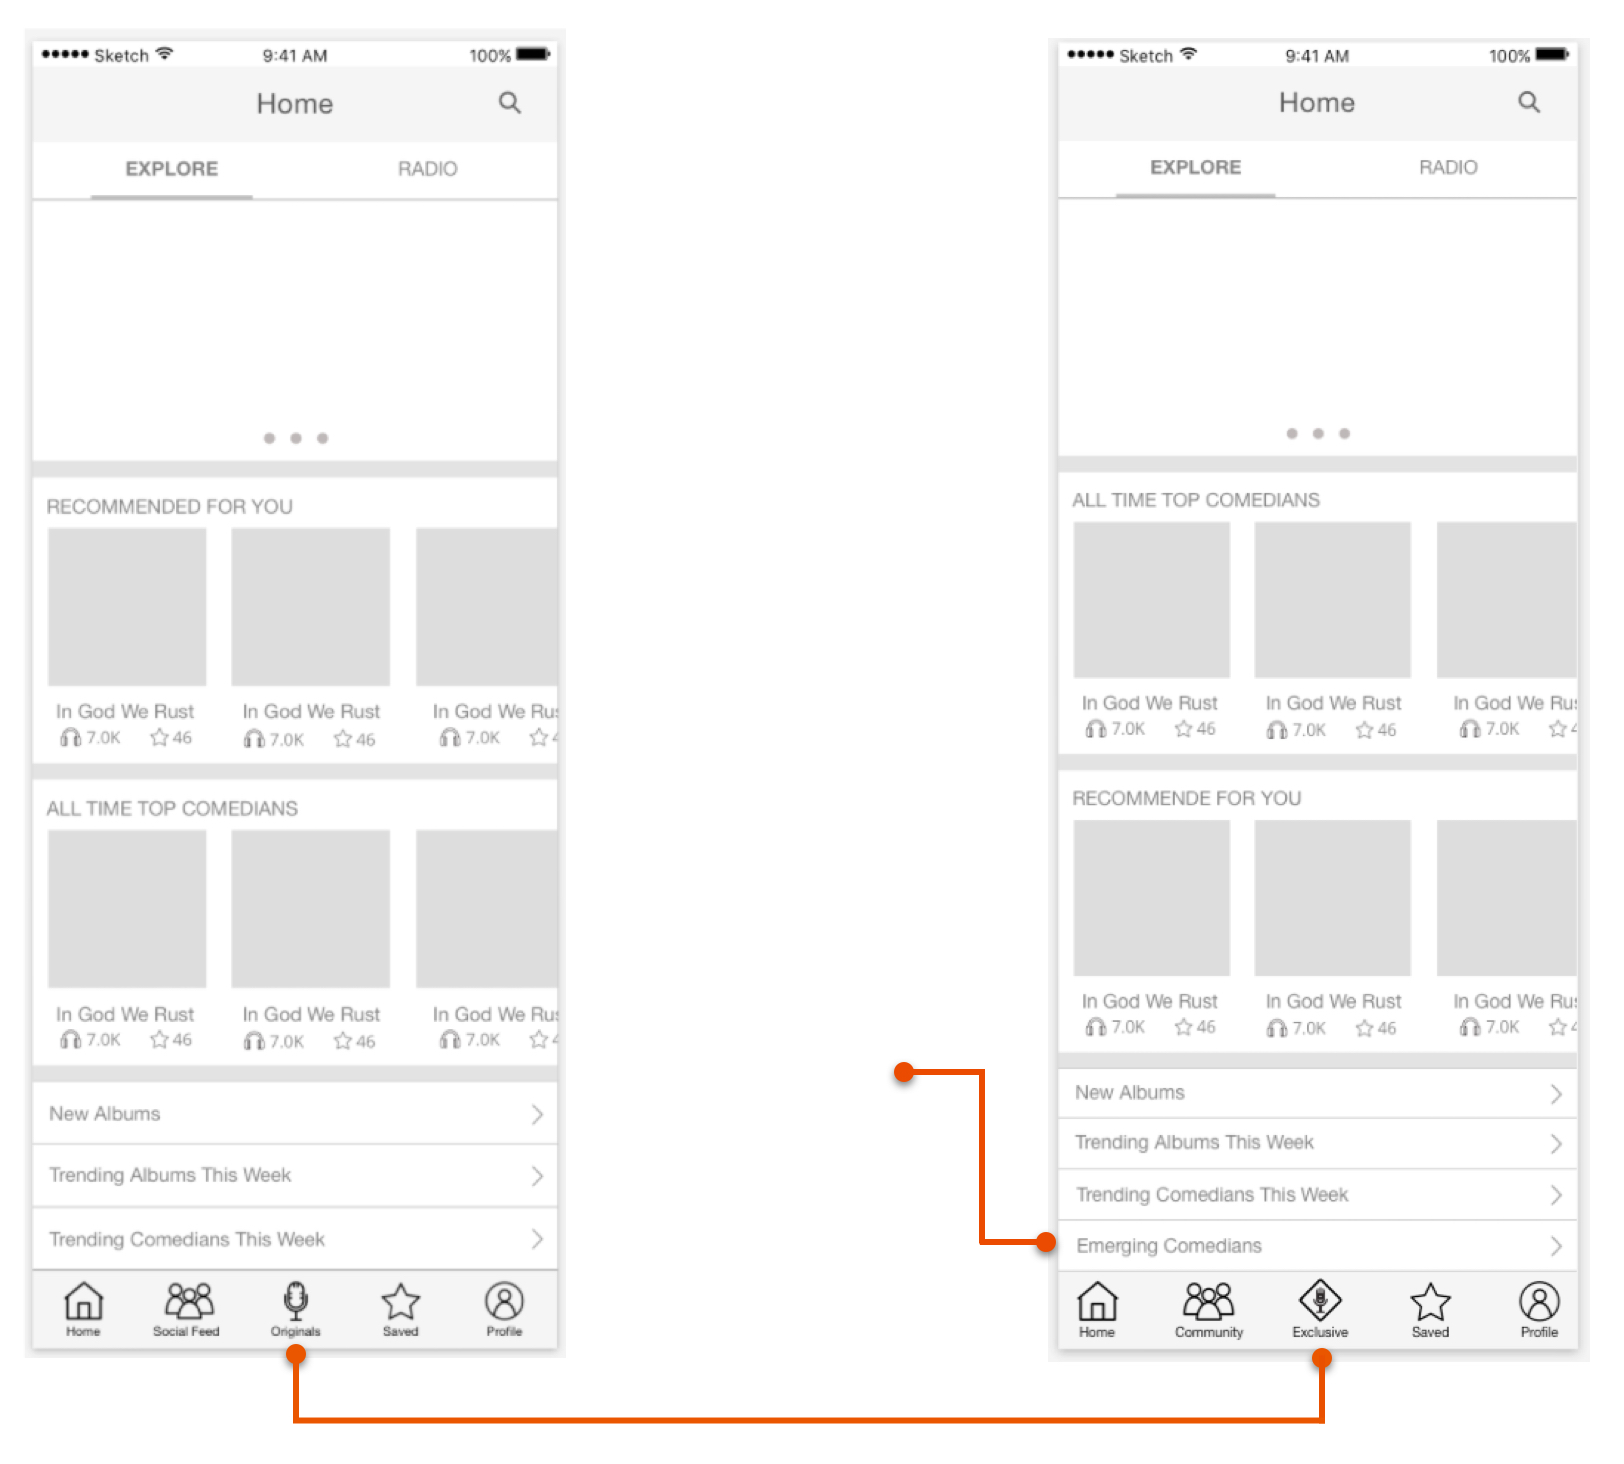 Sketch 9:41 AM 100%
Home
EXPLORE RADIO
RECOMMENDED FOR YOU
In God We Rust In God We Rust In God We Rus
7.0K 46 7.0K 46 7.0K 4
ALL TIME TOP COMEDIANS
In God We Rust In God We Rust In God We Rus
7.0K 46 7.0K 46 7.0K 4
New Albums
Trending Albums This Week
Trending Comedians This Week
Home Social Feed Originals Saved Profile
Sketch 9:41 AM 100%
Home
EXPLORE RADIO
ALL TIME TOP COMEDIANS
In God We Rust In God We Rust In God We Rus
7.0K 46 7.0K 46 7.0K 4
RECOMMENDE FOR YOU
In God We Rust In God We Rust In God We Rus
7.0K 46 7.0K 46 7.0K 4
New Albums
Trending Albums This Week
Trending Comedians This Week
Emerging Comedians
Home Community Exclusive Saved Profile